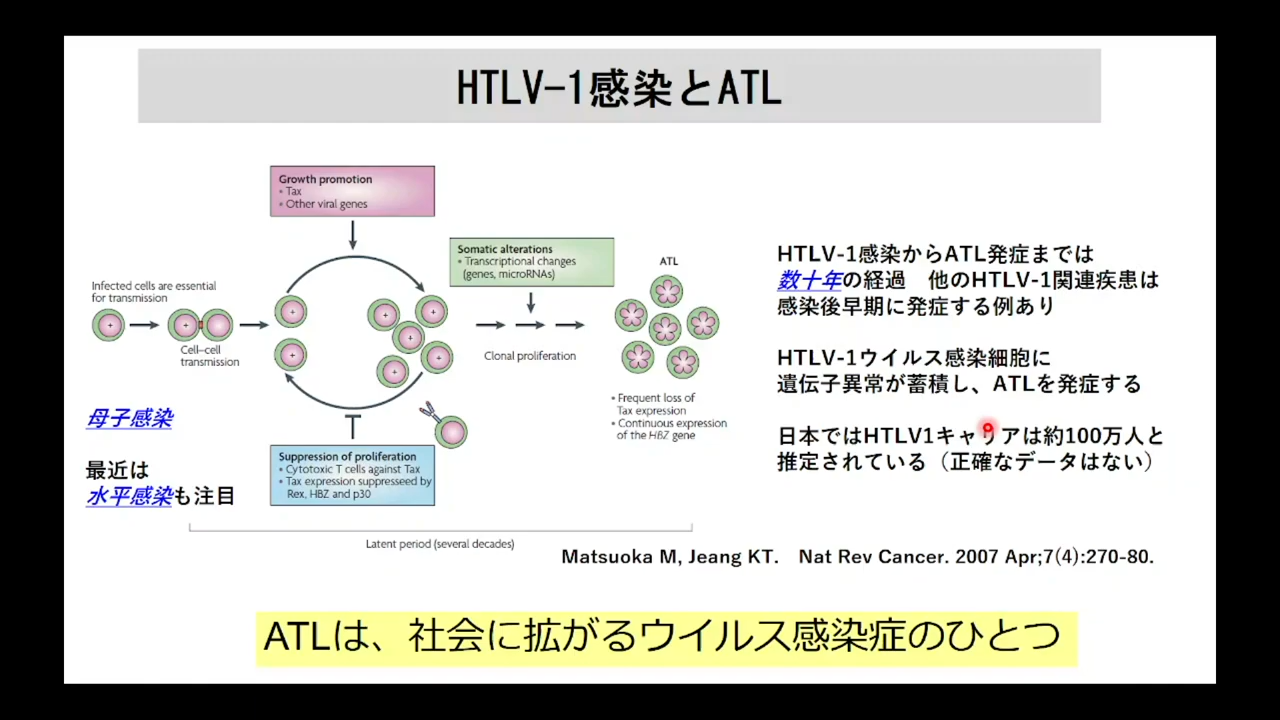 HTLV-1感染とATL
Growth promotion
• Tax
• Other viral genes
Somatic alterations
• Transcriptional changes
(genes, microRNAs)
ATL
Infected cells are essential
for transmission
Cell–cell
transmission
Clonal proliferation
• Frequent loss of
Tax expression
• Continuous expression
of the HBZ gene
母子感染
最近は
水平感染も注目
Suppression of proliferation
• Cytotoxic T cells against Tax
• Tax expression suppresseed by
Rex, HBZ and p30
Latent period (several decades)
HTLV-1感染からATL発症までは
数十年の経過　他のHTLV-1関連疾患は
感染後早期に発症する例あり
HTLV-1ウイルス感染細胞に
遺伝子異常が蓄積し、ATLを発症する
日本ではHTLV1キャリアは約100万人と
推定されている（正確なデータはない）
Matsuoka M, Jeang KT.　Nat Rev Cancer. 2007 Apr;7(4):270-80.
ATLは、社会に拡がるウイルス感染症のひとつ